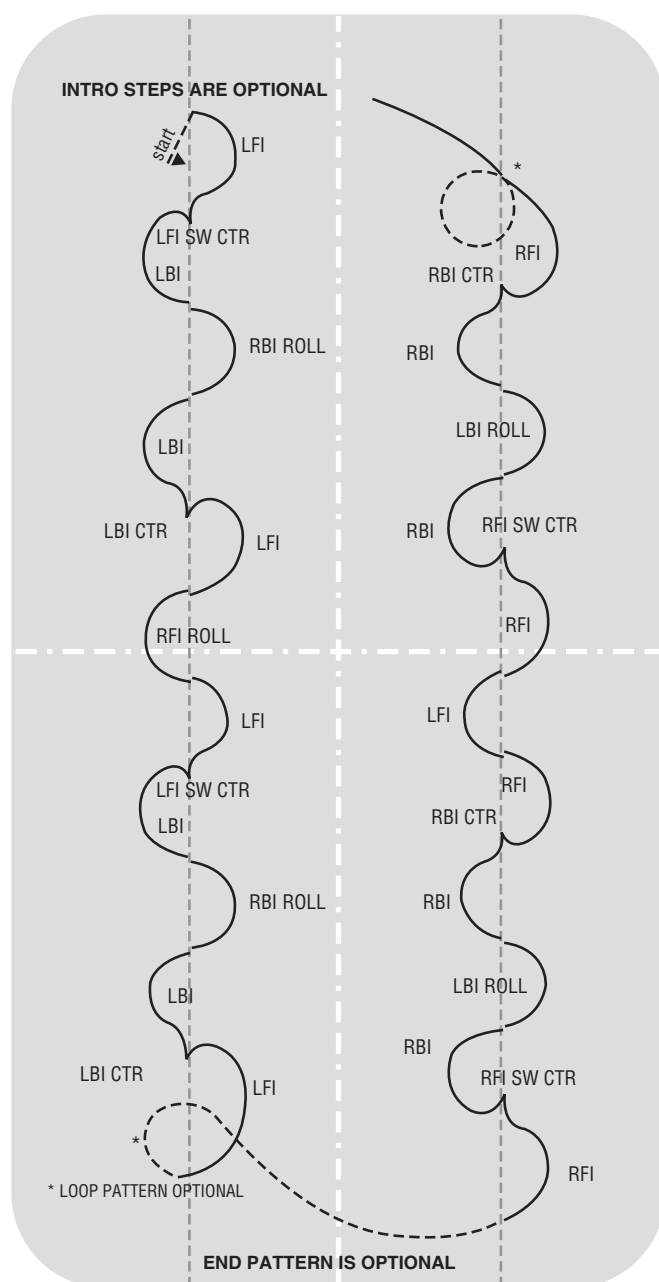 INTRO STEPS ARE OPTIONAL
start
LFI
LFI SW CTR
LBI
RBI ROLL
LBI
LBI CTR
LFI
RFI ROLL
LFI
LFI SW CTR
LBI
RBI ROLL
LBI
LBI CTR
LFI
*
* LOOP PATTERN OPTIONAL
*
RFI
RBI CTR
RBI
LBI ROLL
RBI
RFI SW CTR
RFI
LFI
RFI
RBI CTR
RBI
LBI ROLL
RBI
RFI SW CTR
RFI
END PATTERN IS OPTIONAL